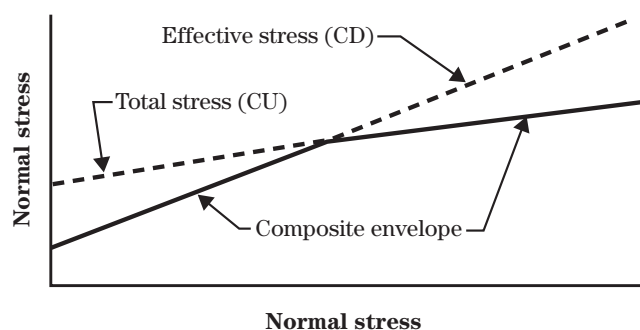 Effective stress (CD)
Total stress (CU)
Normal stress
Composite envelope
Normal stress